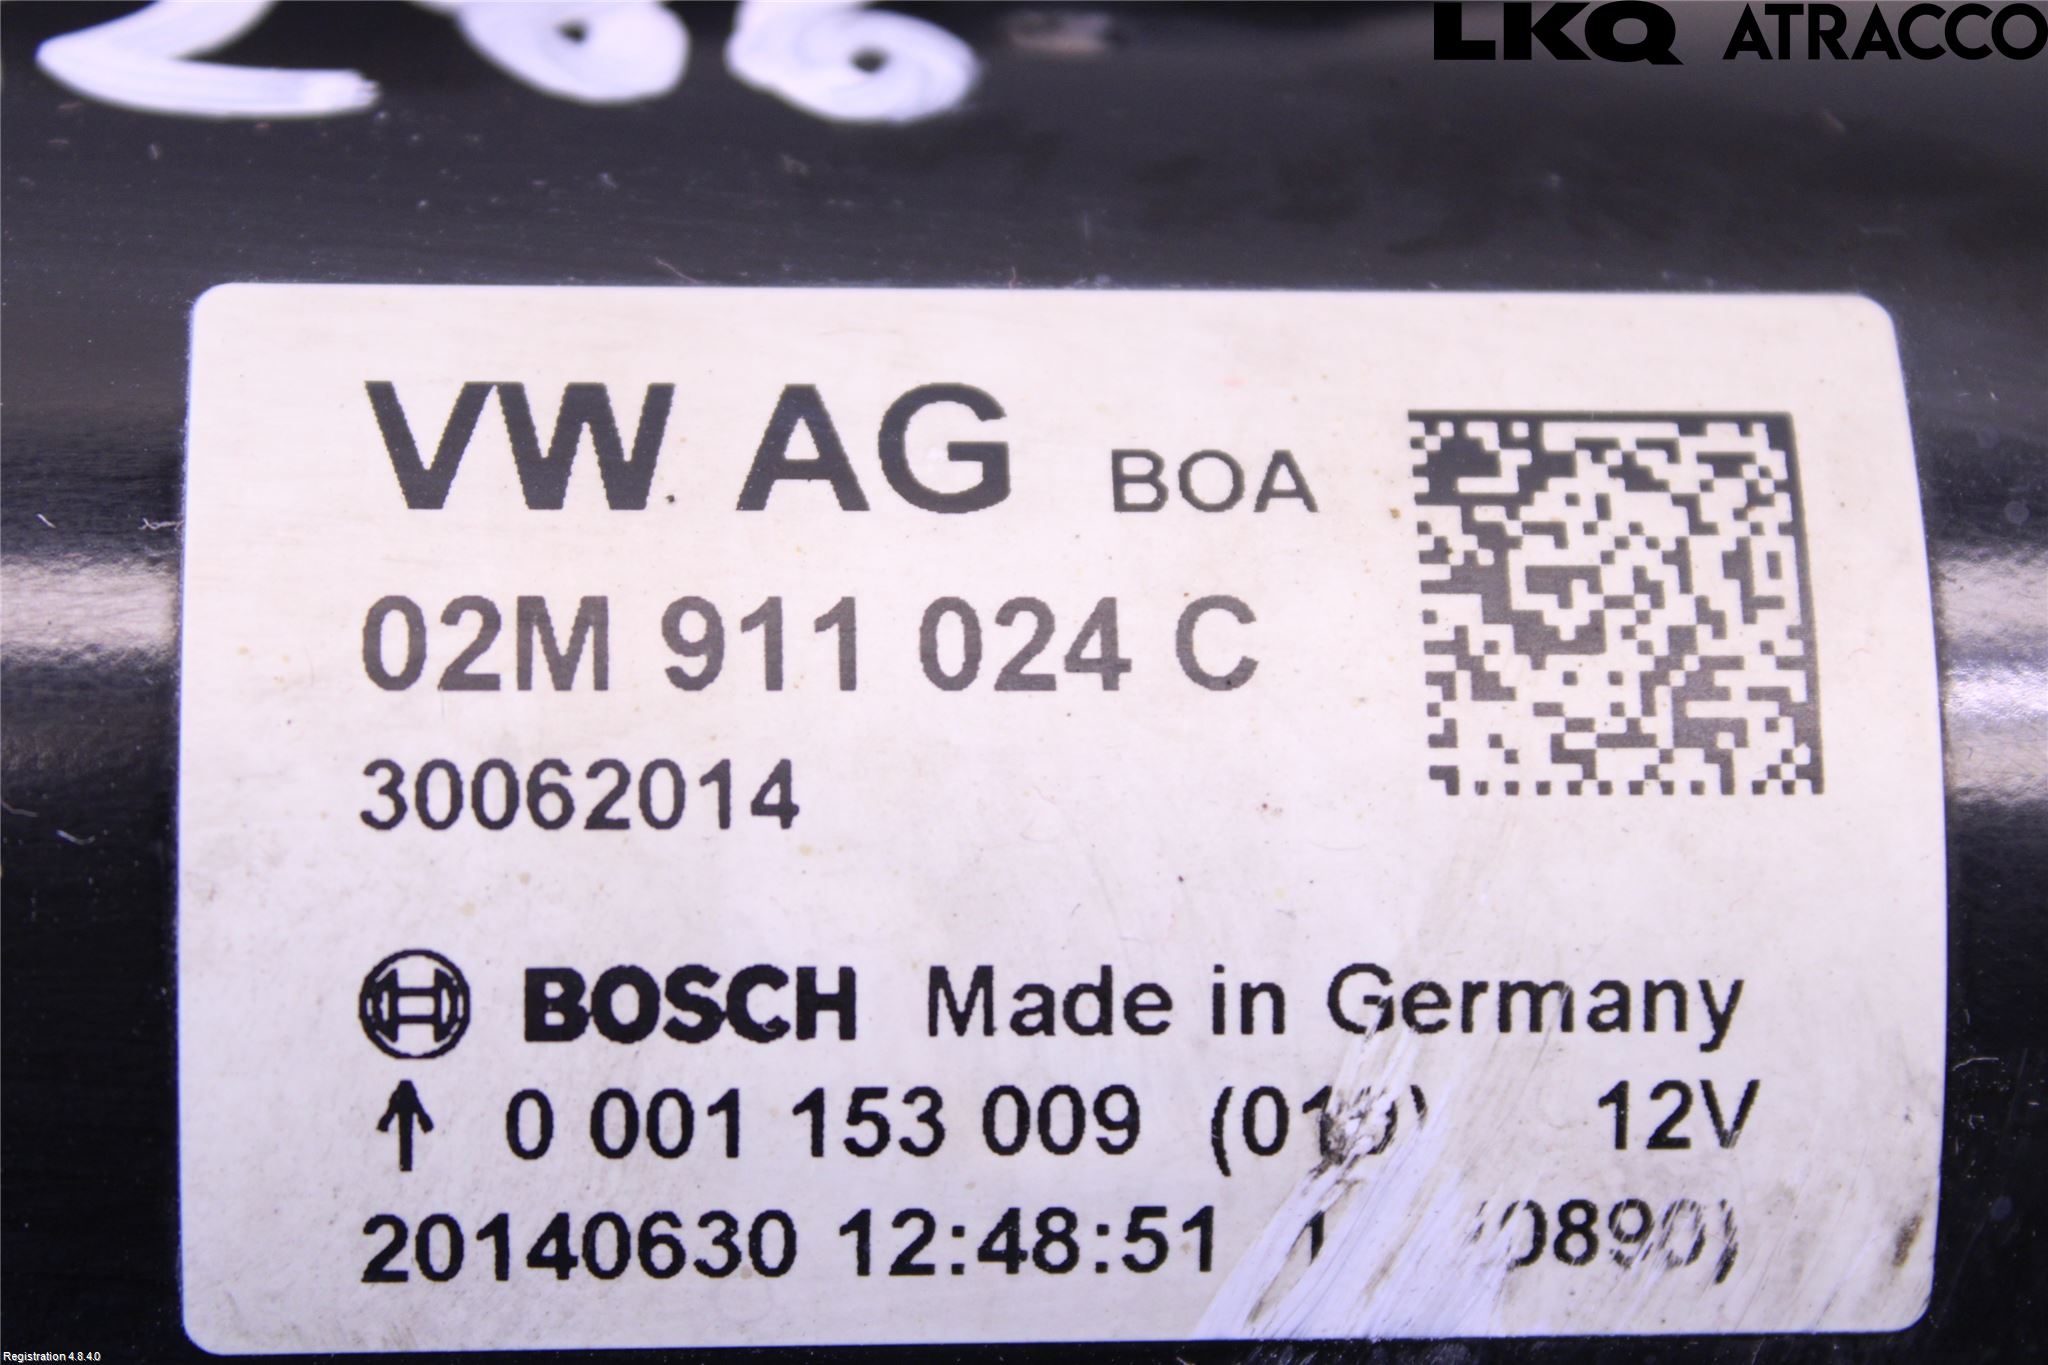 LKQ ATRACCO
VW AG BOA
02M 911 024 C
30062014
BOSCH Made in Germany
↑ 0 001 153 009 12V
20140630 12:48:51
Registration 4.8.4.0